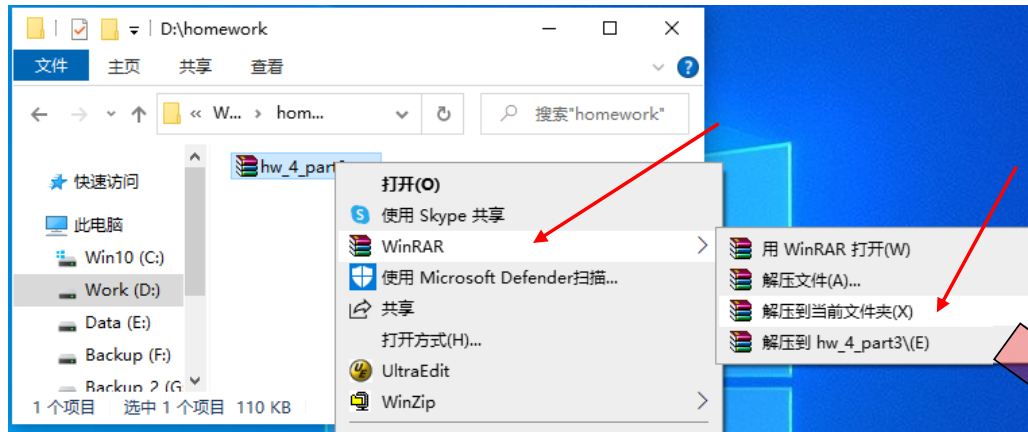 D:\homework
文件 主页 共享 查看
« W... › hom...
搜索"homework"
快速访问
此电脑
Win10 (C:)
Work (D:)
Data (E:)
Backup (F:)
Backup 2 (G
1 个项目 选中 1 个项目 110 KB
hw_4_part
打开(O)
使用 Skype 共享
WinRAR
使用 Microsoft Defender扫描...
共享
打开方式(H)...
UltraEdit
WinZip
用 WinRAR 打开(W)
解压文件(A)...
解压到当前文件夹(X)
解压到 hw_4_part3\(E)